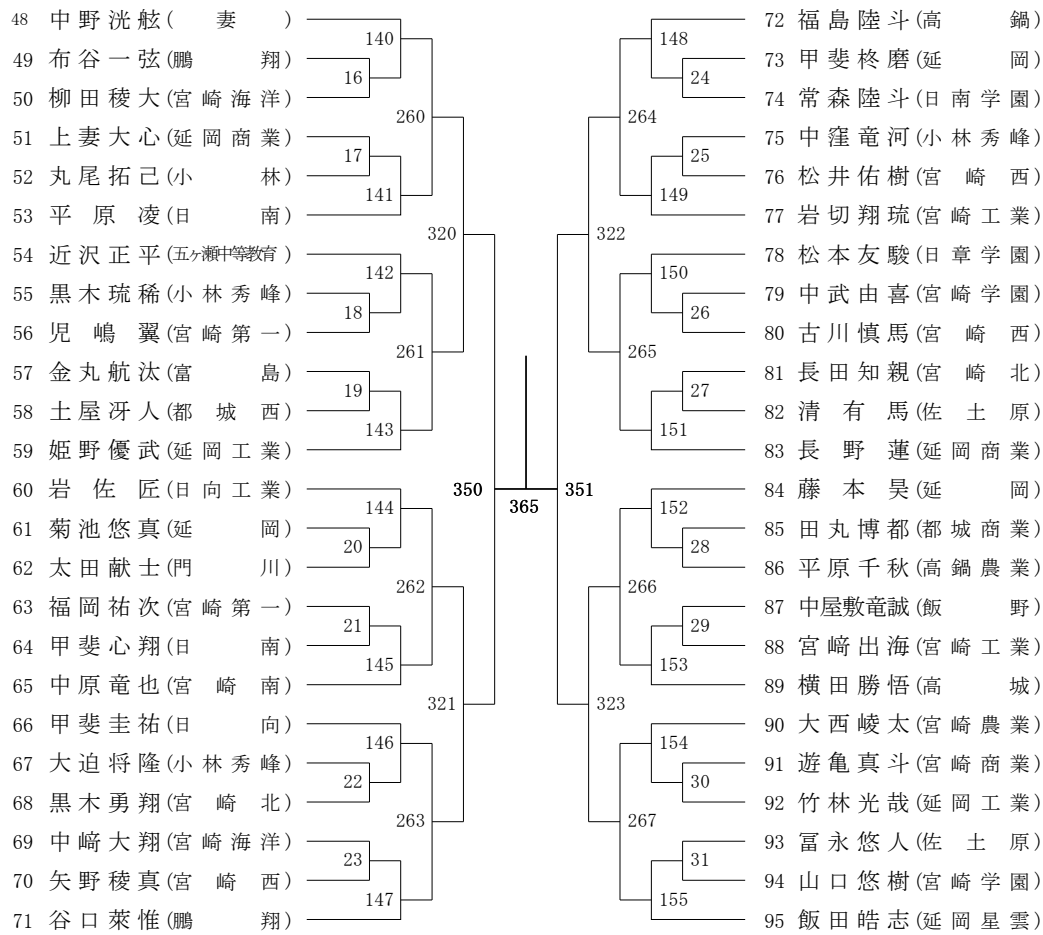 48 中野洸舷(妻)
140
49 布谷一弦(鵬翔)
16
50 柳田稜大(宮崎海洋)
260
51 上妻大心(延岡商業)
17
52 丸尾拓己(小林)
141
53 平原凌(日南)
320
54 近沢正平(五ヶ瀬中等教育)
142
55 黒木琉稀(小林秀峰)
18
56 児嶋翼(宮崎第一)
261
57 金丸航汰(富島)
19
58 土屋冴人(都城西)
143
59 姫野優武(延岡工業)
60 岩佐匠(日向工業)
350
144
61 菊池悠真(延岡)
20
62 太田献士(門川)
262
63 福岡祐次(宮崎第一)
21
64 甲斐心翔(日南)
145
65 中原竜也(宮崎南)
321
66 甲斐圭祐(日向)
146
67 大迫将隆(小林秀峰)
22
68 黒木勇翔(宮崎北)
263
69 中﨑大翔(宮崎海洋)
23
70 矢野稜真(宮崎西)
147
71 谷口萊惟(鵬翔)
365
72 福島陸斗(高鍋)
148
73 甲斐柊磨(延岡)
24
74 常森陸斗(日南学園)
264
75 中窪竜河(小林秀峰)
25
76 松井佑樹(宮崎西)
149
77 岩切翔琉(宮崎工業)
322
78 松本友駿(日章学園)
150
79 中武由喜(宮崎学園)
26
80 古川慎馬(宮崎西)
265
81 長田知親(宮崎北)
27
82 清有馬(佐土原)
151
83 長野蓮(延岡商業)
351
84 藤本昊(延岡)
152
85 田丸博都(都城商業)
28
86 平原千秋(高鍋農業)
266
87 中屋敷竜誠(飯野)
29
88 宮﨑出海(宮崎工業)
153
89 横田勝悟(高城)
323
90 大西崚太(宮崎農業)
154
91 遊亀真斗(宮崎商業)
30
92 竹林光哉(延岡工業)
267
93 冨永悠人(佐土原)
31
94 山口悠樹(宮崎学園)
155
95 飯田皓志(延岡星雲)